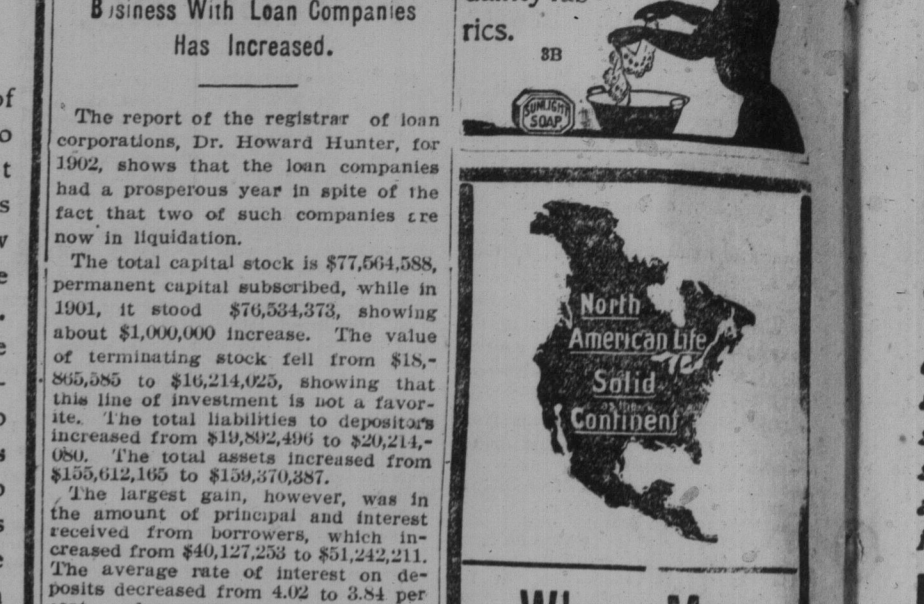 Business With Loan Companies
Has Increased.
The report of the registrar of loan
corporations, Dr. Howard Hunter, for
1902, shows that the loan companies
had a prosperous year in spite of the
fact that two of such companies are
now in liquidation.
The total capital stock is $77,564,588,
permanent capital subscribed, while in
1901, it stood $76,534,373, showing
about $1,000,000 increase. The value
of terminating stock fell from $18,-
865,585 to $16,214,025, showing that
this line of investment is not a favor-
ite. The total liabilities to depositors
increased from $19,892,496 to $20,214,-
080. The total assets increased from
$155,612,165 to $159,370,387.
The largest gain, however, was in
the amount of principal and interest
received from borrowers, which in-
creased from $40,127,253 to $51,242,211.
The average rate of interest on de-
posits decreased from 4.02 to 3.84 per
rics.
3B
SUNLIGHT
SOAP
North
American Life
Solid
as the
Continent